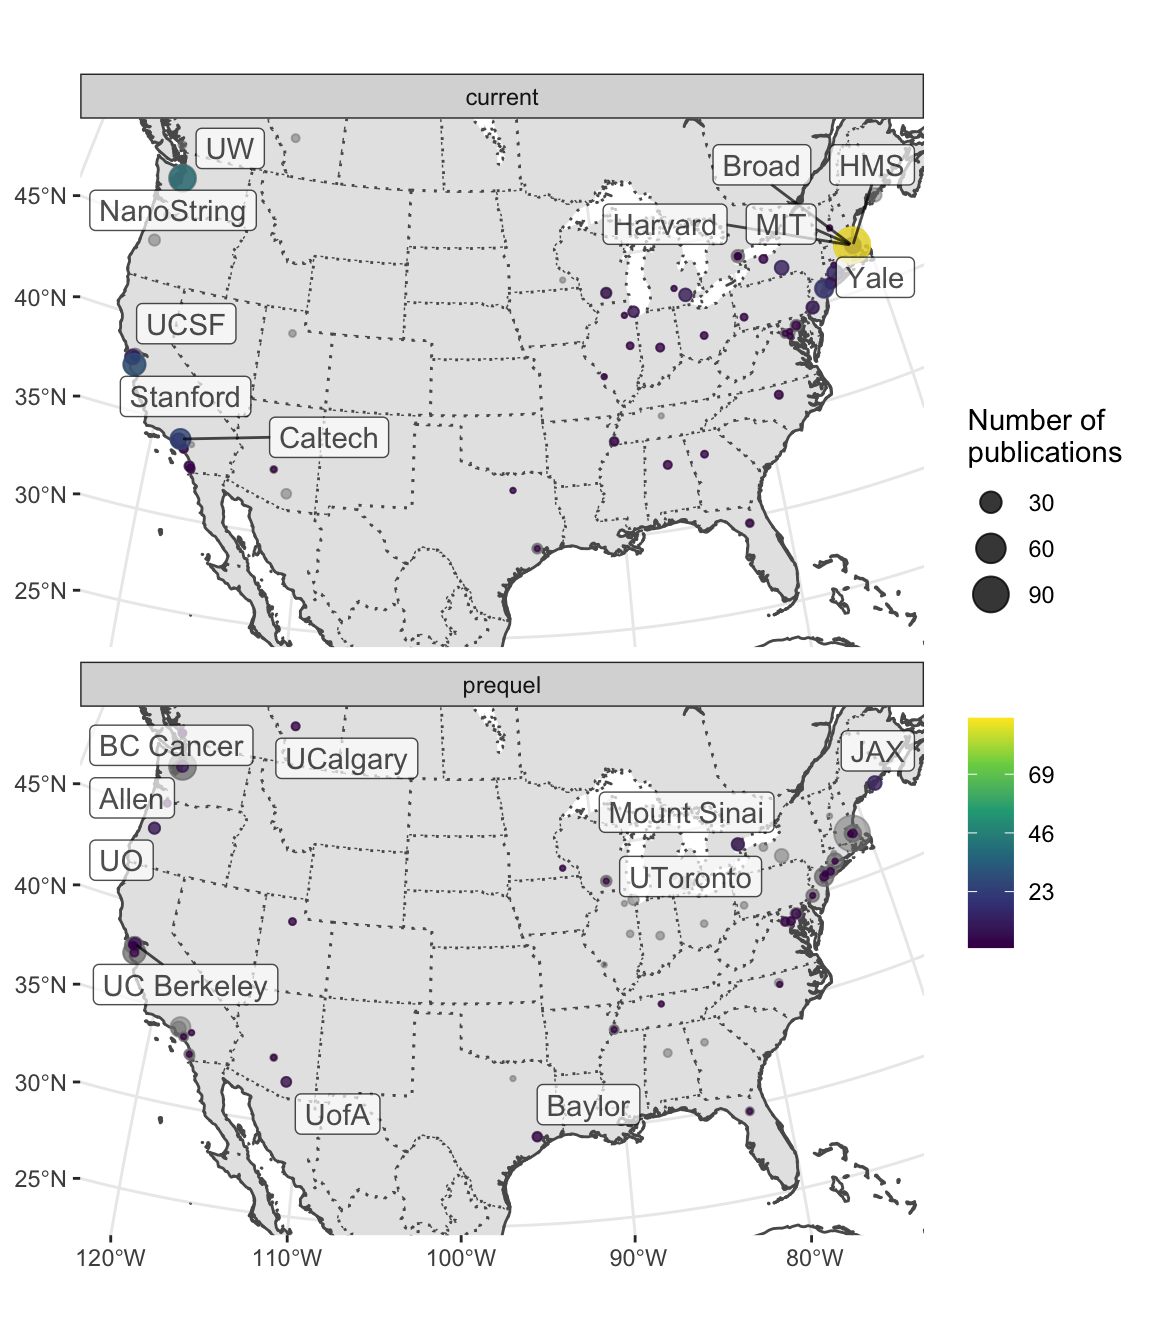 current
UW
Broad
HMS
45°N
NanoString
Harvard
MIT
Yale
40°N
UCSF
35°N
Stanford
Caltech
30°N
25°N
Number of
publications
30
60
90
prequel
BC Cancer
UCalgary
JAX
45°N
Allen
Mount Sinai
UO
UToronto
40°N
35°N
UC Berkeley
30°N
UofA
Baylor
25°N
120°W
110°W
100°W
90°W
80°W
69
46
23